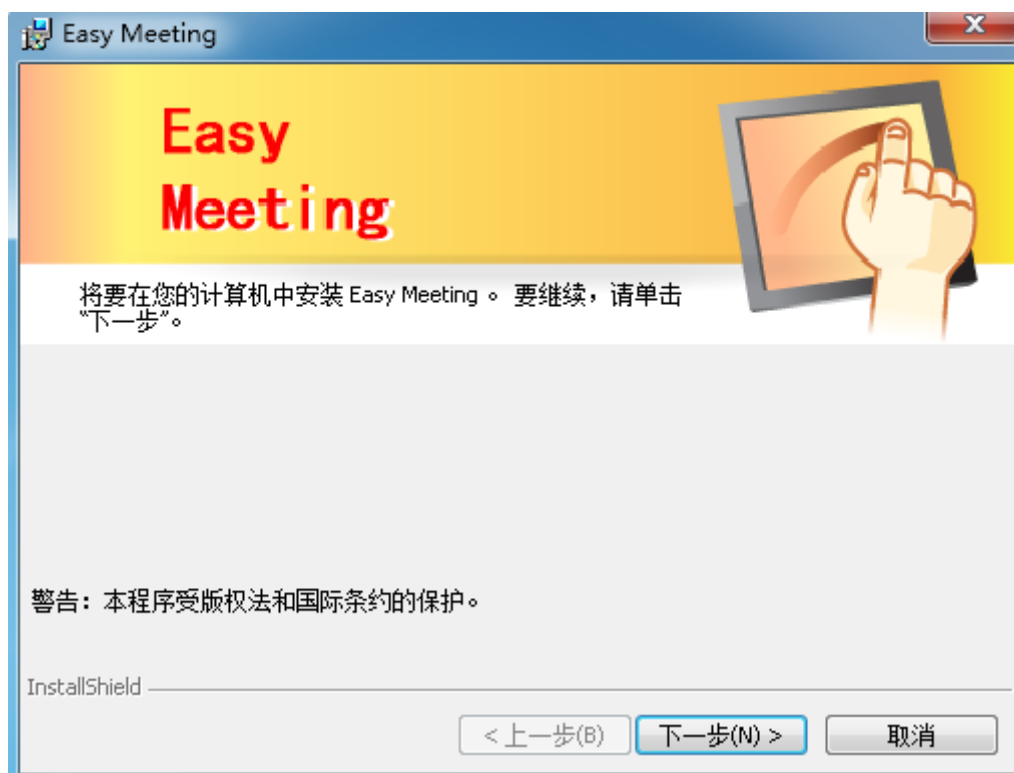 Easy Meeting
Easy
Meeting
将要在您的计算机中安装 Easy Meeting 。 要继续，请单击
“下一步”。
警告：本程序受版权法和国际条约的保护。
InstallShield
< 上一步(B)
下一步(N) >
取消